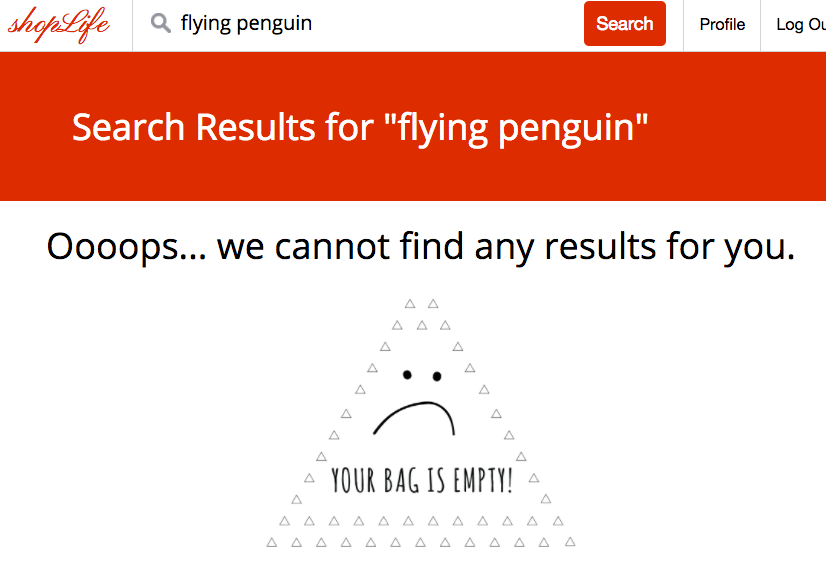 shopLife
flying penguin
Search
Profile
Log Ou
Search Results for "flying penguin"
Oooops... we cannot find any results for you.
YOUR BAG IS EMPTY!